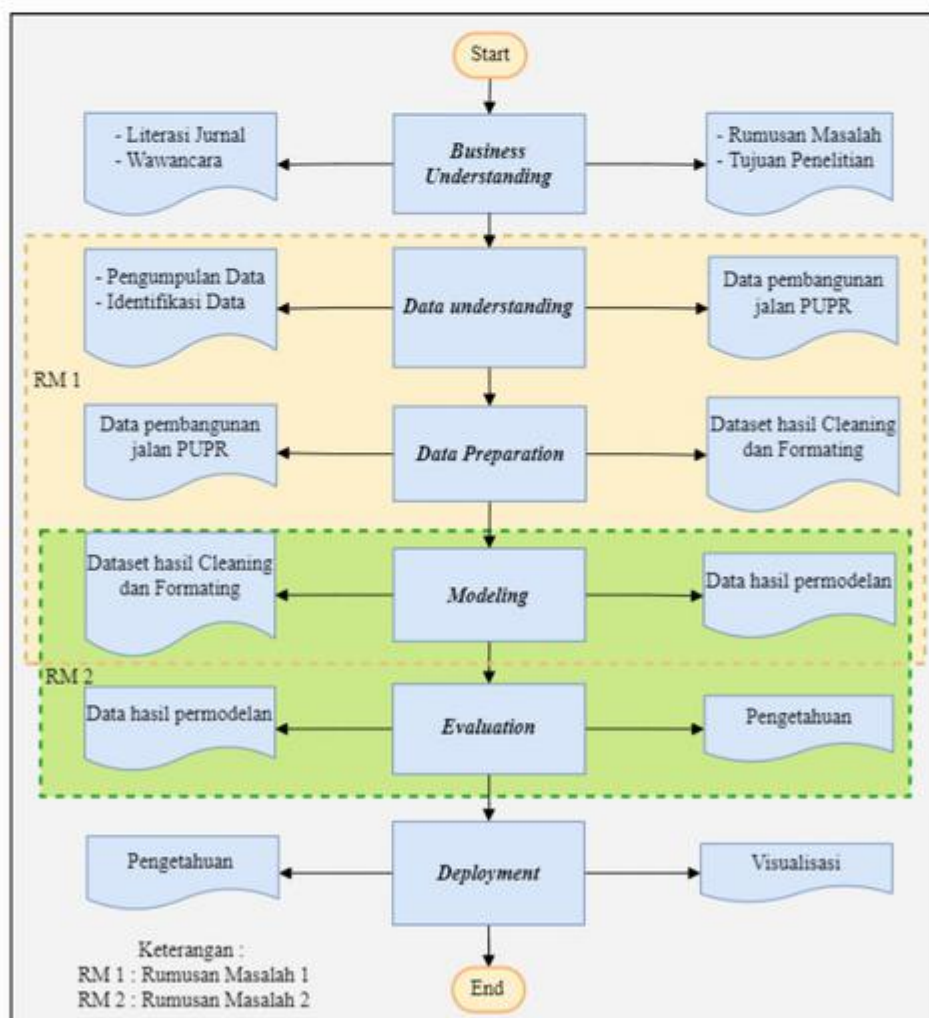 Start
- Literasi Jurnal
- Wawancara
Business
Understanding
- Rumusan Masalah
- Tujuan Penelitian
- Pengumpulan Data
- Identifikasi Data
Data understanding
Data pembangunan
jalan PUPR
RM 1
Data pembangunan
jalan PUPR
Data Preparation
Dataset hasil Cleaning
dan Formating
Dataset hasil Cleaning
dan Formating
Modeling
Data hasil permodelan
RM 2
Data hasil permodelan
Evaluation
Pengetahuan
Pengetahuan
Deployment
Visualisasi
Keterangan :
RM 1 : Rumusan Masalah 1
RM 2 : Rumusan Masalah 2
End